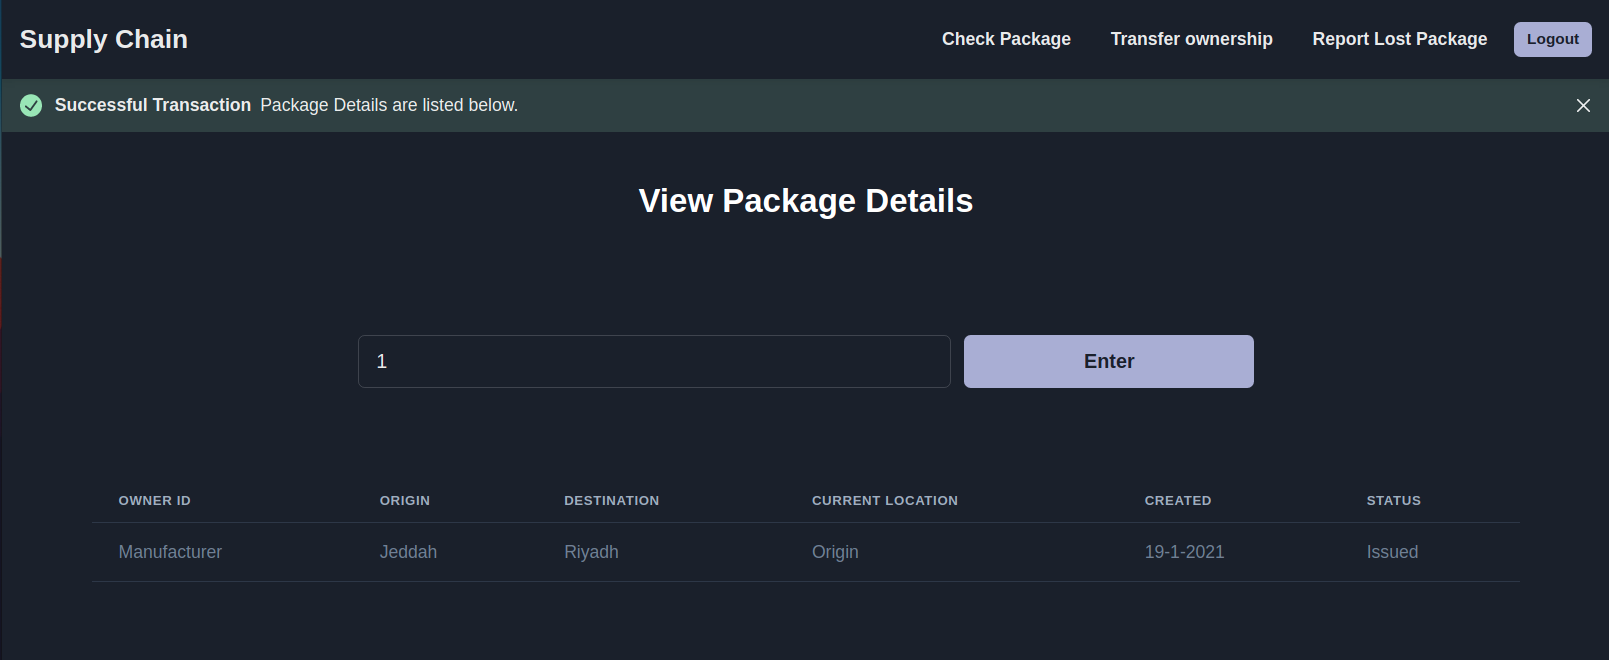 Supply Chain Check Package Transfer ownership Report Lost Package Logout
Successful Transaction Package Details are listed below.
View Package Details
1 Enter
OWNER ID ORIGIN DESTINATION CURRENT LOCATION CREATED STATUS
Manufacturer Jeddah Riyadh Origin 19-1-2021 Issued